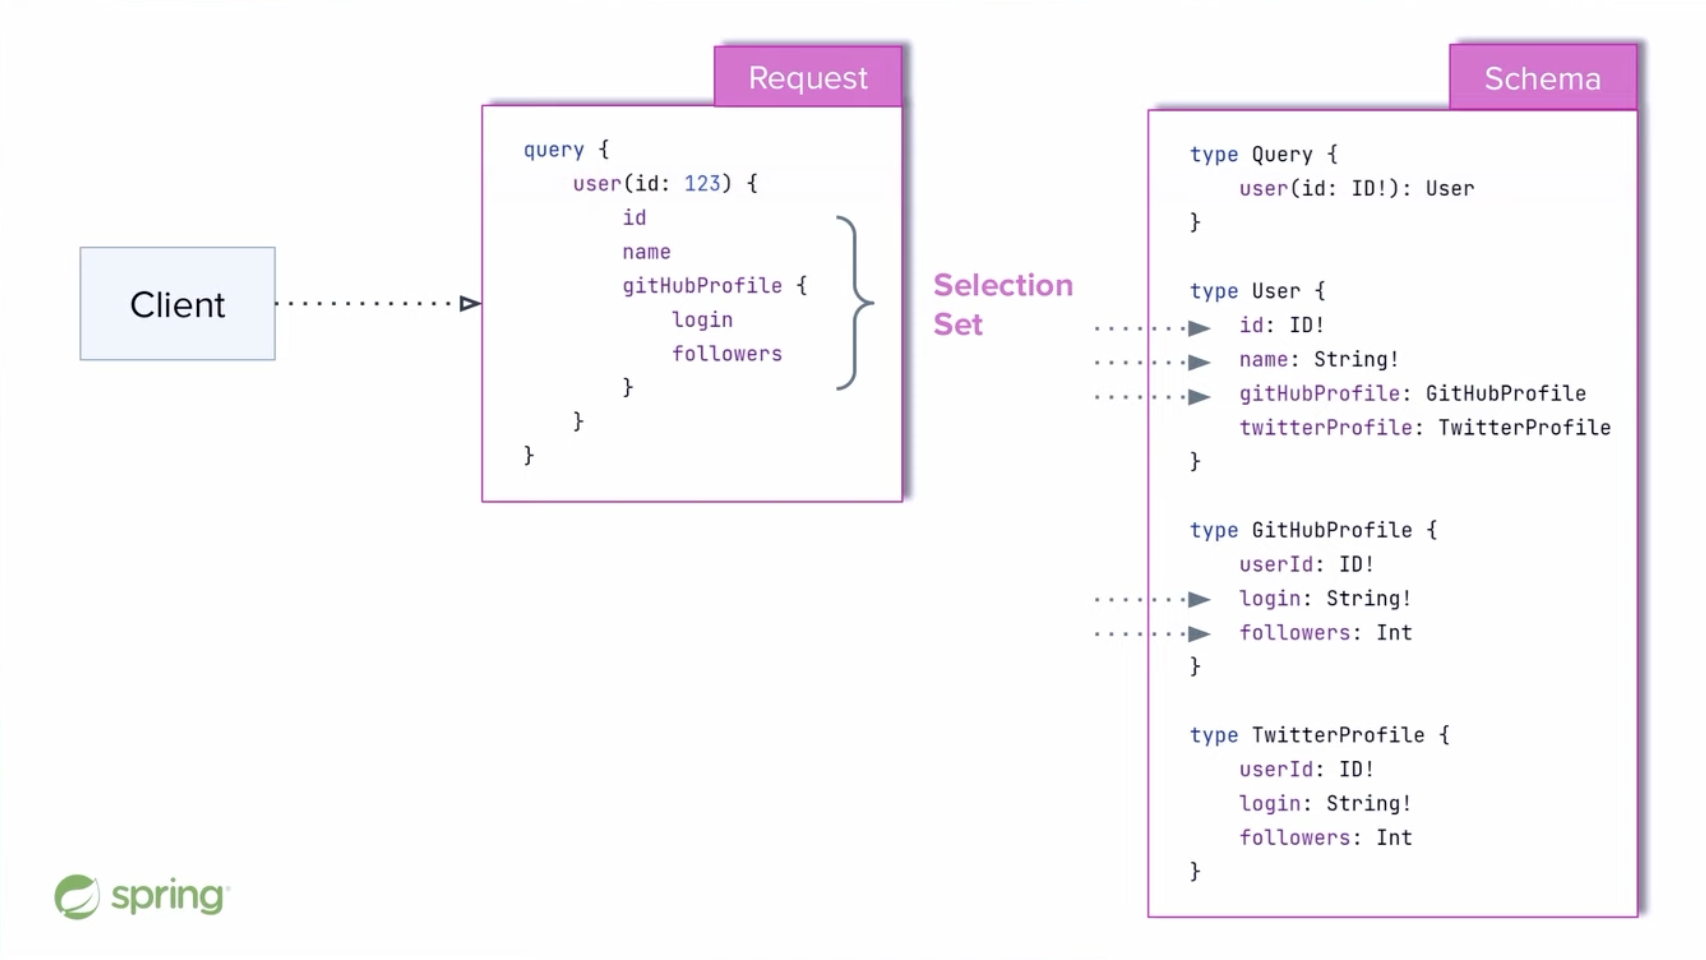 Client
Request
query {
user(id: 123) {
id
name
gitHubProfile {
login
followers
}
}
}
Selection
Set
Schema
type Query {
user(id: ID!): User
}
type User {
id: ID!
name: String!
gitHubProfile: GitHubProfile
twitterProfile: TwitterProfile
}
type GitHubProfile {
userId: ID!
login: String!
followers: Int
}
type TwitterProfile {
userId: ID!
login: String!
followers: Int
}
spring